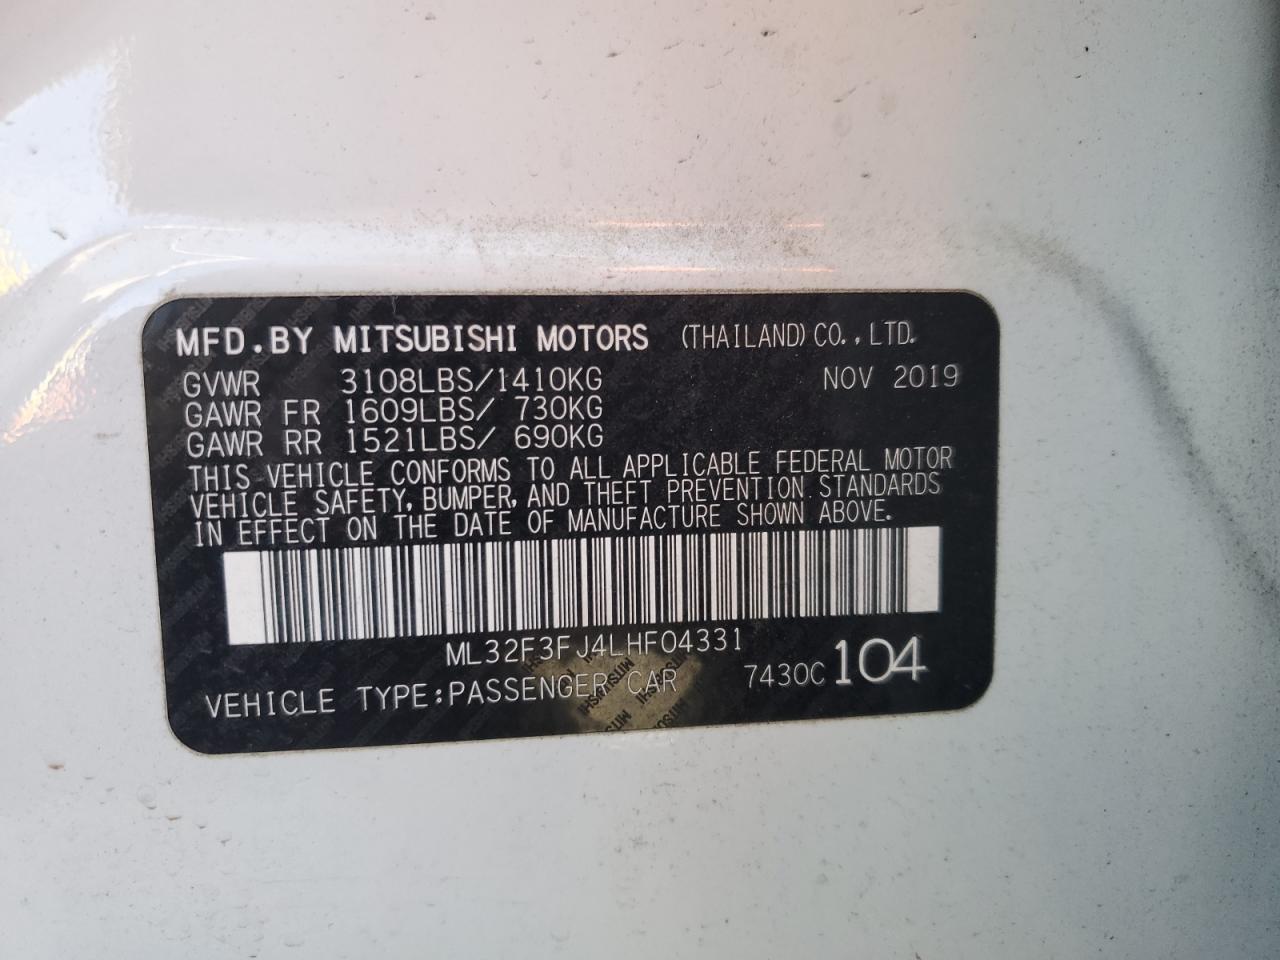 MFD.BY MITSUBISHI MOTORS (THAILAND) CO.,LTD.
GVWR 3108LBS/1410KG NOV 2019
GAWR FR 1609LBS/ 730KG
GAWR RR 1521LBS/ 690KG
THIS VEHICLE CONFORMS TO ALL APPLICABLE FEDERAL MOTOR
VEHICLE SAFETY, BUMPER, AND THEFT PREVENTION STANDARDS
IN EFFECT ON THE DATE OF MANUFACTURE SHOWN ABOVE.
ML32F3FJ4LHF04331
VEHICLE TYPE:PASSENGER CAR 7430C 104